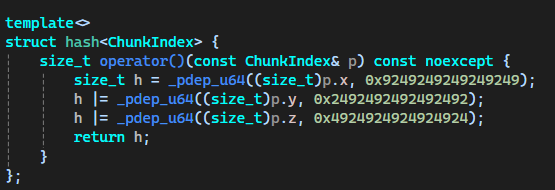 template<>
struct hash<ChunkIndex> {
    size_t operator()(const ChunkIndex& p) const noexcept {
        size_t h = _pdep_u64((size_t)p.x, 0x9249249249249249);
        h |= _pdep_u64((size_t)p.y, 0x2492492492492492);
        h |= _pdep_u64((size_t)p.z, 0x4924924924924924);
        return h;
    }
};